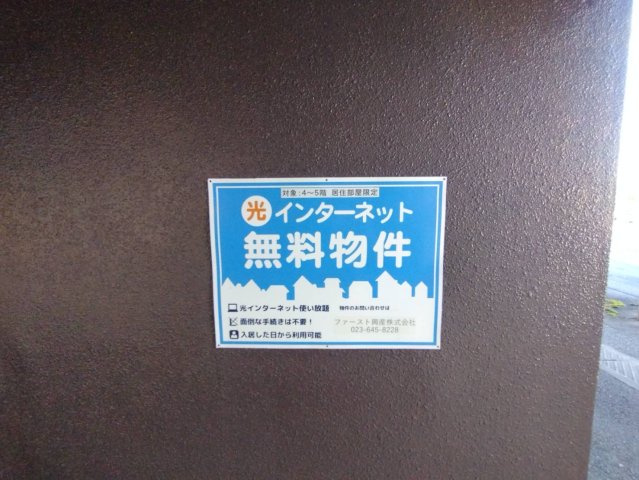 対象:4〜5階 居住部屋限定
光 インターネット
無料物件
光インターネット使い放題
面倒な手続きは不要!
入居した日から利用可能
物件のお問い合わせは
ファースト興産株式会社
023-645-8228